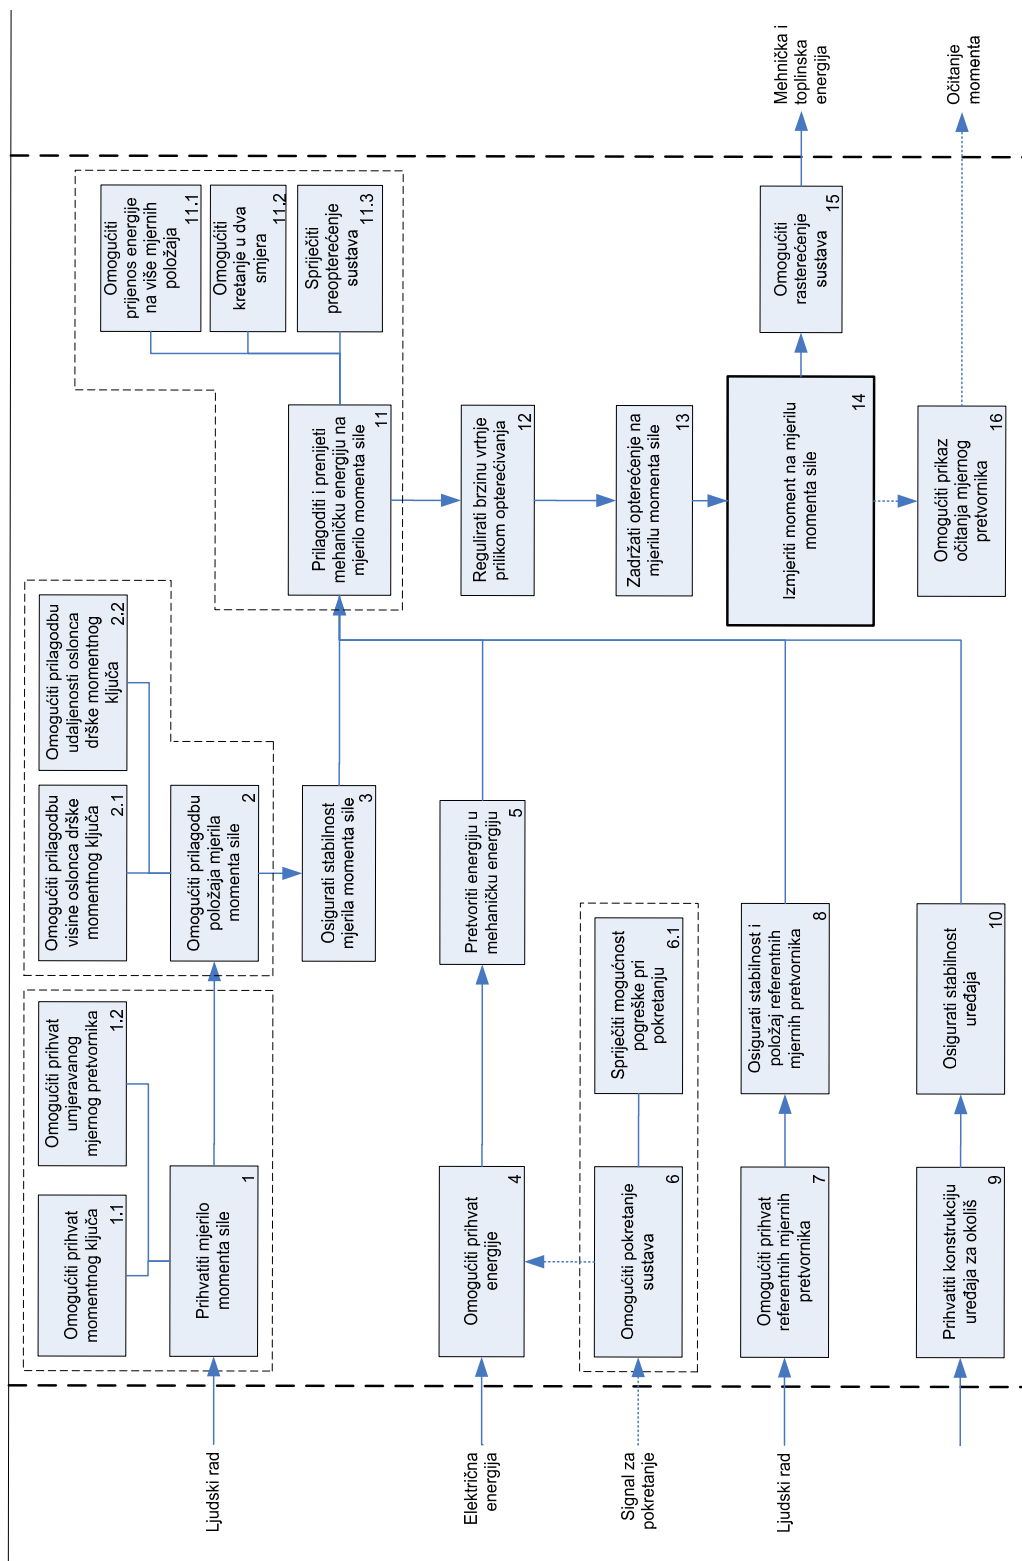 Ljudski rad
Omogućiti prihvat
momentnog ključa
1.1
Omogućiti prihvat
umjeravanog
mjernog pretvornika
1.2
Prihvatiti mjerilo
momenta sile
1
Omogućiti prilagodbu
visine oslonca drške
momentnog ključa
2.1
Omogućiti prilagodbu
udaljenosti oslonca
drške momentnog
ključa
2.2
Omogućiti prilagodbu
položaja mjerila
momenta sile
2
Osigurati stabilnost
mjerila momenta sile
3
Električna
energija
Omogućiti prihvat
energije
4
Pretvoriti energiju u
mehaničku energiju
5
Signal za
pokretanje
Omogućiti pokretanje
sustava
6
Spriječiti mogućnost
pogreške pri
pokretanju
6.1
Ljudski rad
Omogućiti prihvat
referentnih mjernih
pretvornika
7
Osigurati stabilnost i
položaj referentnih
mjernih pretvornika
8
Prihvatiti konstrukciju
uređaja za okoliš
9
Osigurati stabilnost
uređaja
10
Omogućiti
prijenos energije
na više mjernih
položaja
11.1
Omogućiti
kretanje u dva
smjera
11.2
Spriječiti
preopterećenje
sustava
11.3
Prilagoditi i prenijeti
mehaničku energiju na
mjerilo momenta sile
11
Regulirati brzinu vrtnje
prilikom opterećivanja
12
Zadržati opterećenje na
mjerilu momenta sile
13
Izmjeriti moment na mjerilu
momenta sile
14
Omogućiti
rasterećenje
sustava
15
Omogućiti prikaz
očitanja mjernog
pretvornika
16
Mehnička i
toplinska
energija
Očitanje
momenta